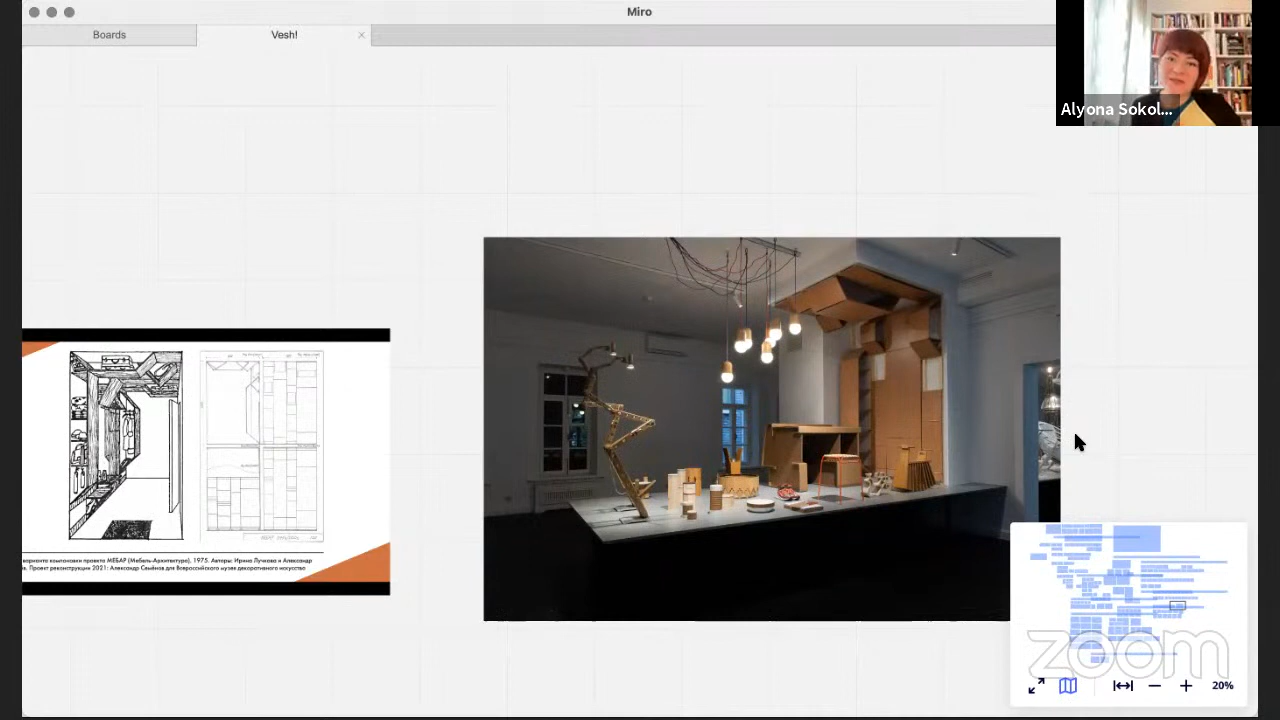 Miro
Boards
Vesh!
Alyona Sokol...
варианта компоновки проекта МЕБАР (Мебель-Архитектура), 1975. Авторы: Ирина Лучкова и Александр
Проект реконструкции 2021: Александр Семёнов для Всероссийского музея декоративного искусства
zoom
20%